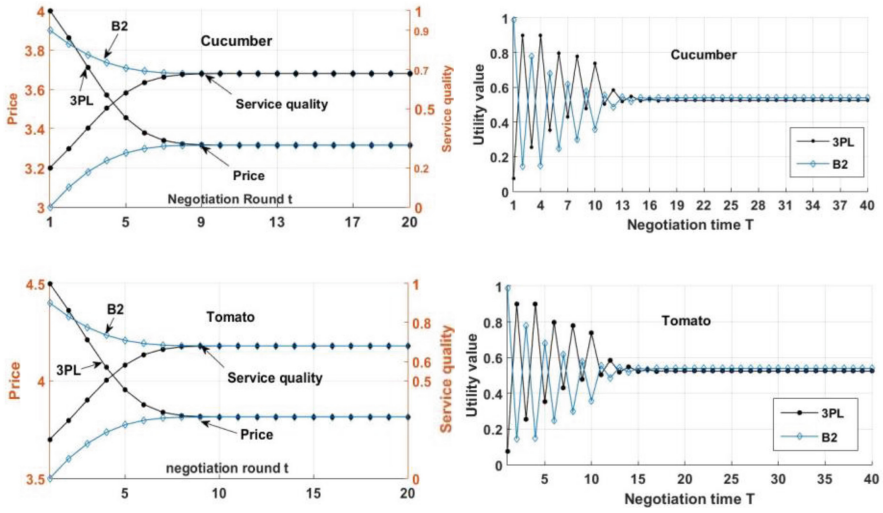 4
3.8
3.6
3.4
3.2
3
Price
B2
Cucumber
3PL
Service quality
Price
Negotiation Round t
1
5
9
13
17
20
1
0.9
0.7
0.5
0.2
0
Service quality
1
0.8
0.6
0.4
0.2
0
Utility value
Cucumber
3PL
B2
1
4
7
10
13
16
19
22
25
28
31
34
37
40
Negotiation time T
4.5
4
3.5
Price
B2
Tomato
3PL
Service quality
Price
negotiation round t
5
10
15
20
1
0.8
0.6
0.5
0
Service quality
1
0.8
0.6
0.4
0.2
0
Utility value
Tomato
3PL
B2
5
10
15
20
25
30
35
40
Negotiation time T